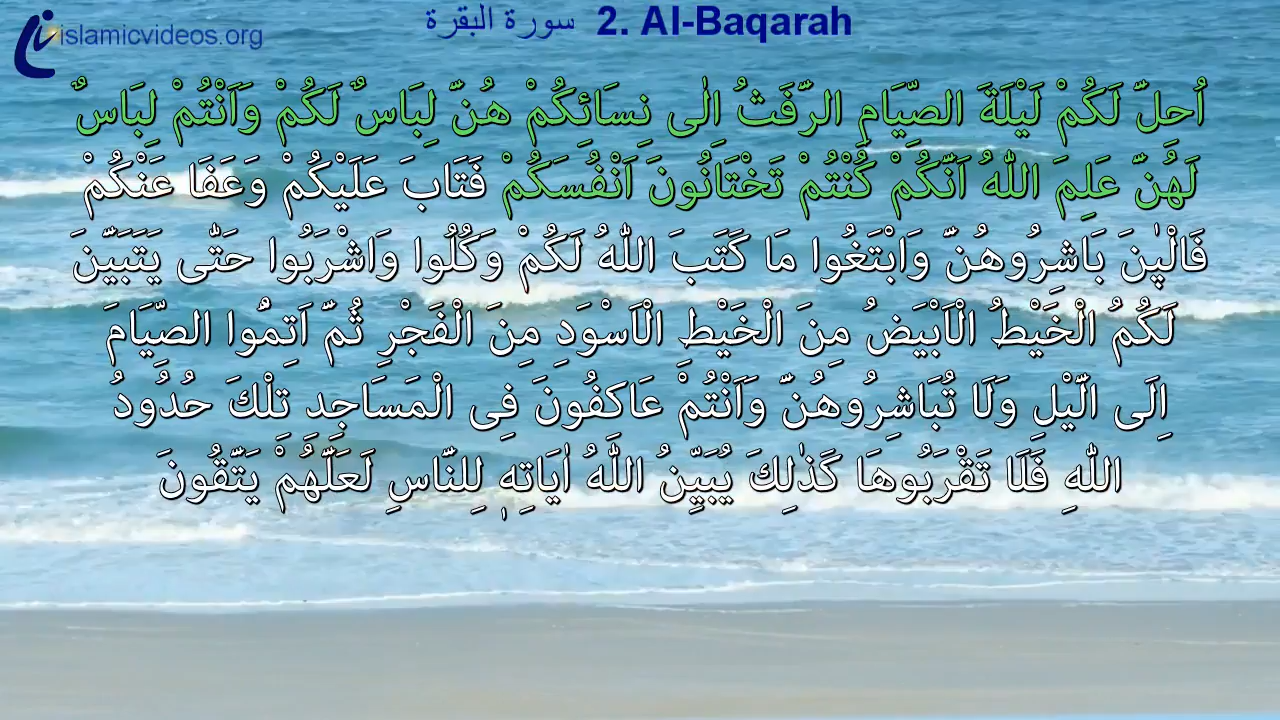 islamicvideos.org
سورة البقرة 2. Al-Baqarah
اُحِلَّ لَكُمْ لَيْلَةَ الصِّيَامِ الرَّفَثُ اِلٰى نِسَائِكُمْ هُنَّ لِبَاسٌ لَكُمْ وَاَنْتُمْ لِبَاسٌ
لَهُنَّ عَلِمَ اللّٰهُ اَنَّكُمْ كُنْتُمْ تَخْتَانُونَ اَنْفُسَكُمْ فَتَابَ عَلَيْكُمْ وَعَفَا عَنْكُمْ
فَالْپٰنَ بَاشِرُوهُنَّ وَابْتَغُوا مَا كَتَبَ اللّٰهُ لَكُمْ وَكُلُوا وَاشْرَبُوا حَتّٰى يَتَبَيَّنَ
لَكُمُ الْخَيْطُ الْاَبْيَضُ مِنَ الْخَيْطِ الْاَسْوَدِ مِنَ الْفَجْرِ ثُمَّ اَتِمُّوا الصِّيَامَ
اِلَى الَّيْلِ وَلَا تُبَاشِرُوهُنَّ وَاَنْتُمْ عَاكِفُونَ فِى الْمَسَاجِدِ تِلْكَ حُدُودُ
اللّٰهِ فَلَا تَقْرَبُوهَا كَذٰلِكَ يُبَيِّنُ اللّٰهُ اٰيَاتِهٖ لِلنَّاسِ لَعَلَّهُمْ يَتَّقُونَ